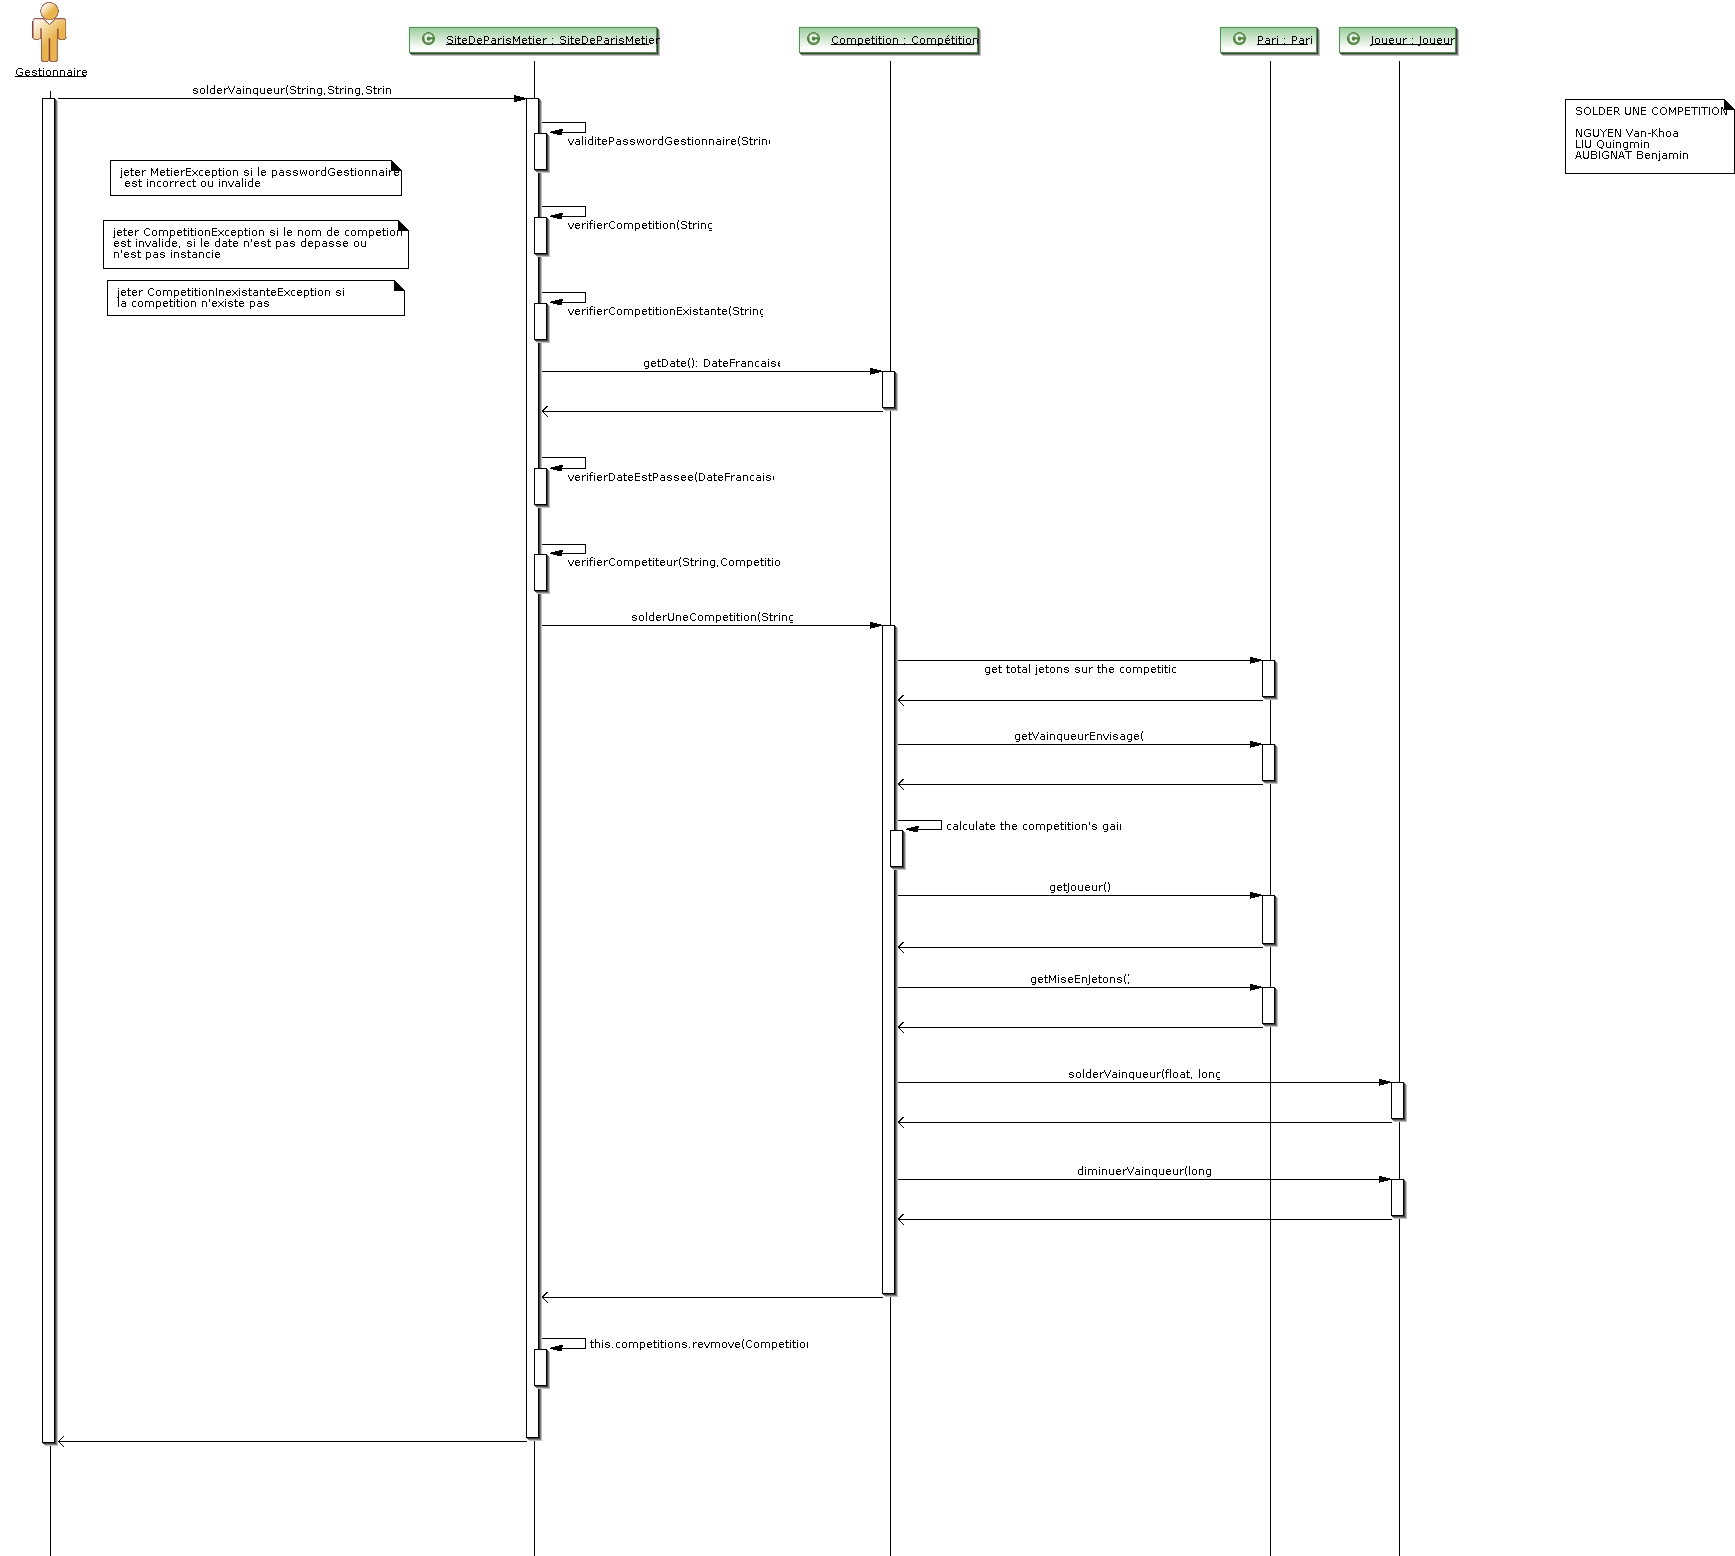 Gestionnaire
SiteDeParisMetier : SiteDeParisMetier
Competition : Compétition
Pari : Pari
Joueur : Joueur
solderVainqueur(String,String,Strin
SOLDER UNE COMPETITION
NGUYEN Van-Khoa
LIU Quingmin
AUBIGNAT Benjamin
validitePasswordGestionnaire(String
jeter MetierException si le passwordGestionnaire
est incorrect ou invalide
verifierCompetition(String
jeter CompetitionException si le nom de competion
est invalide, si le date n'est pas depasse ou
n'est pas instancie
jeter CompetitionInexistanteException si
la competition n'existe pas
verifierCompetitionExistante(String
getDate(): DateFrancaise
verifierDateEstPassee(DateFrancaise
verifierCompetiteur(String,Competitio
solderUneCompetition(String
get total jetons sur the competitic
getVainqueurEnvisage(
calculate the competition's gain
getJoueur()
getMiseEnJetons()
solderVainqueur(float, long
diminuerVainqueur(long
this.competitions.revmove(Competition